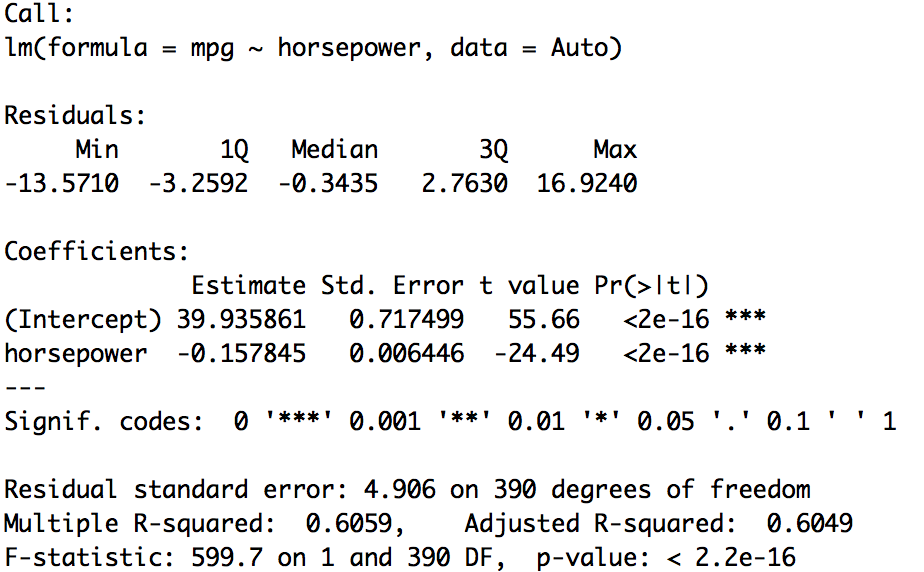 Call:
lm(formula = mpg ~ horsepower, data = Auto)
Residuals:
Min 1Q Median 3Q Max
-13.5710 -3.2592 -0.3435 2.7630 16.9240
Coefficients:
Estimate Std. Error t value Pr(>|t|)
(Intercept) 39.935861 0.717499 55.66 <2e-16 ***
horsepower -0.157845 0.006446 -24.49 <2e-16 ***
---
Signif. codes: 0 '***' 0.001 '**' 0.01 '*' 0.05 '.' 0.1 ' ' 1
Residual standard error: 4.906 on 390 degrees of freedom
Multiple R-squared: 0.6059, Adjusted R-squared: 0.6049
F-statistic: 599.7 on 1 and 390 DF, p-value: < 2.2e-16